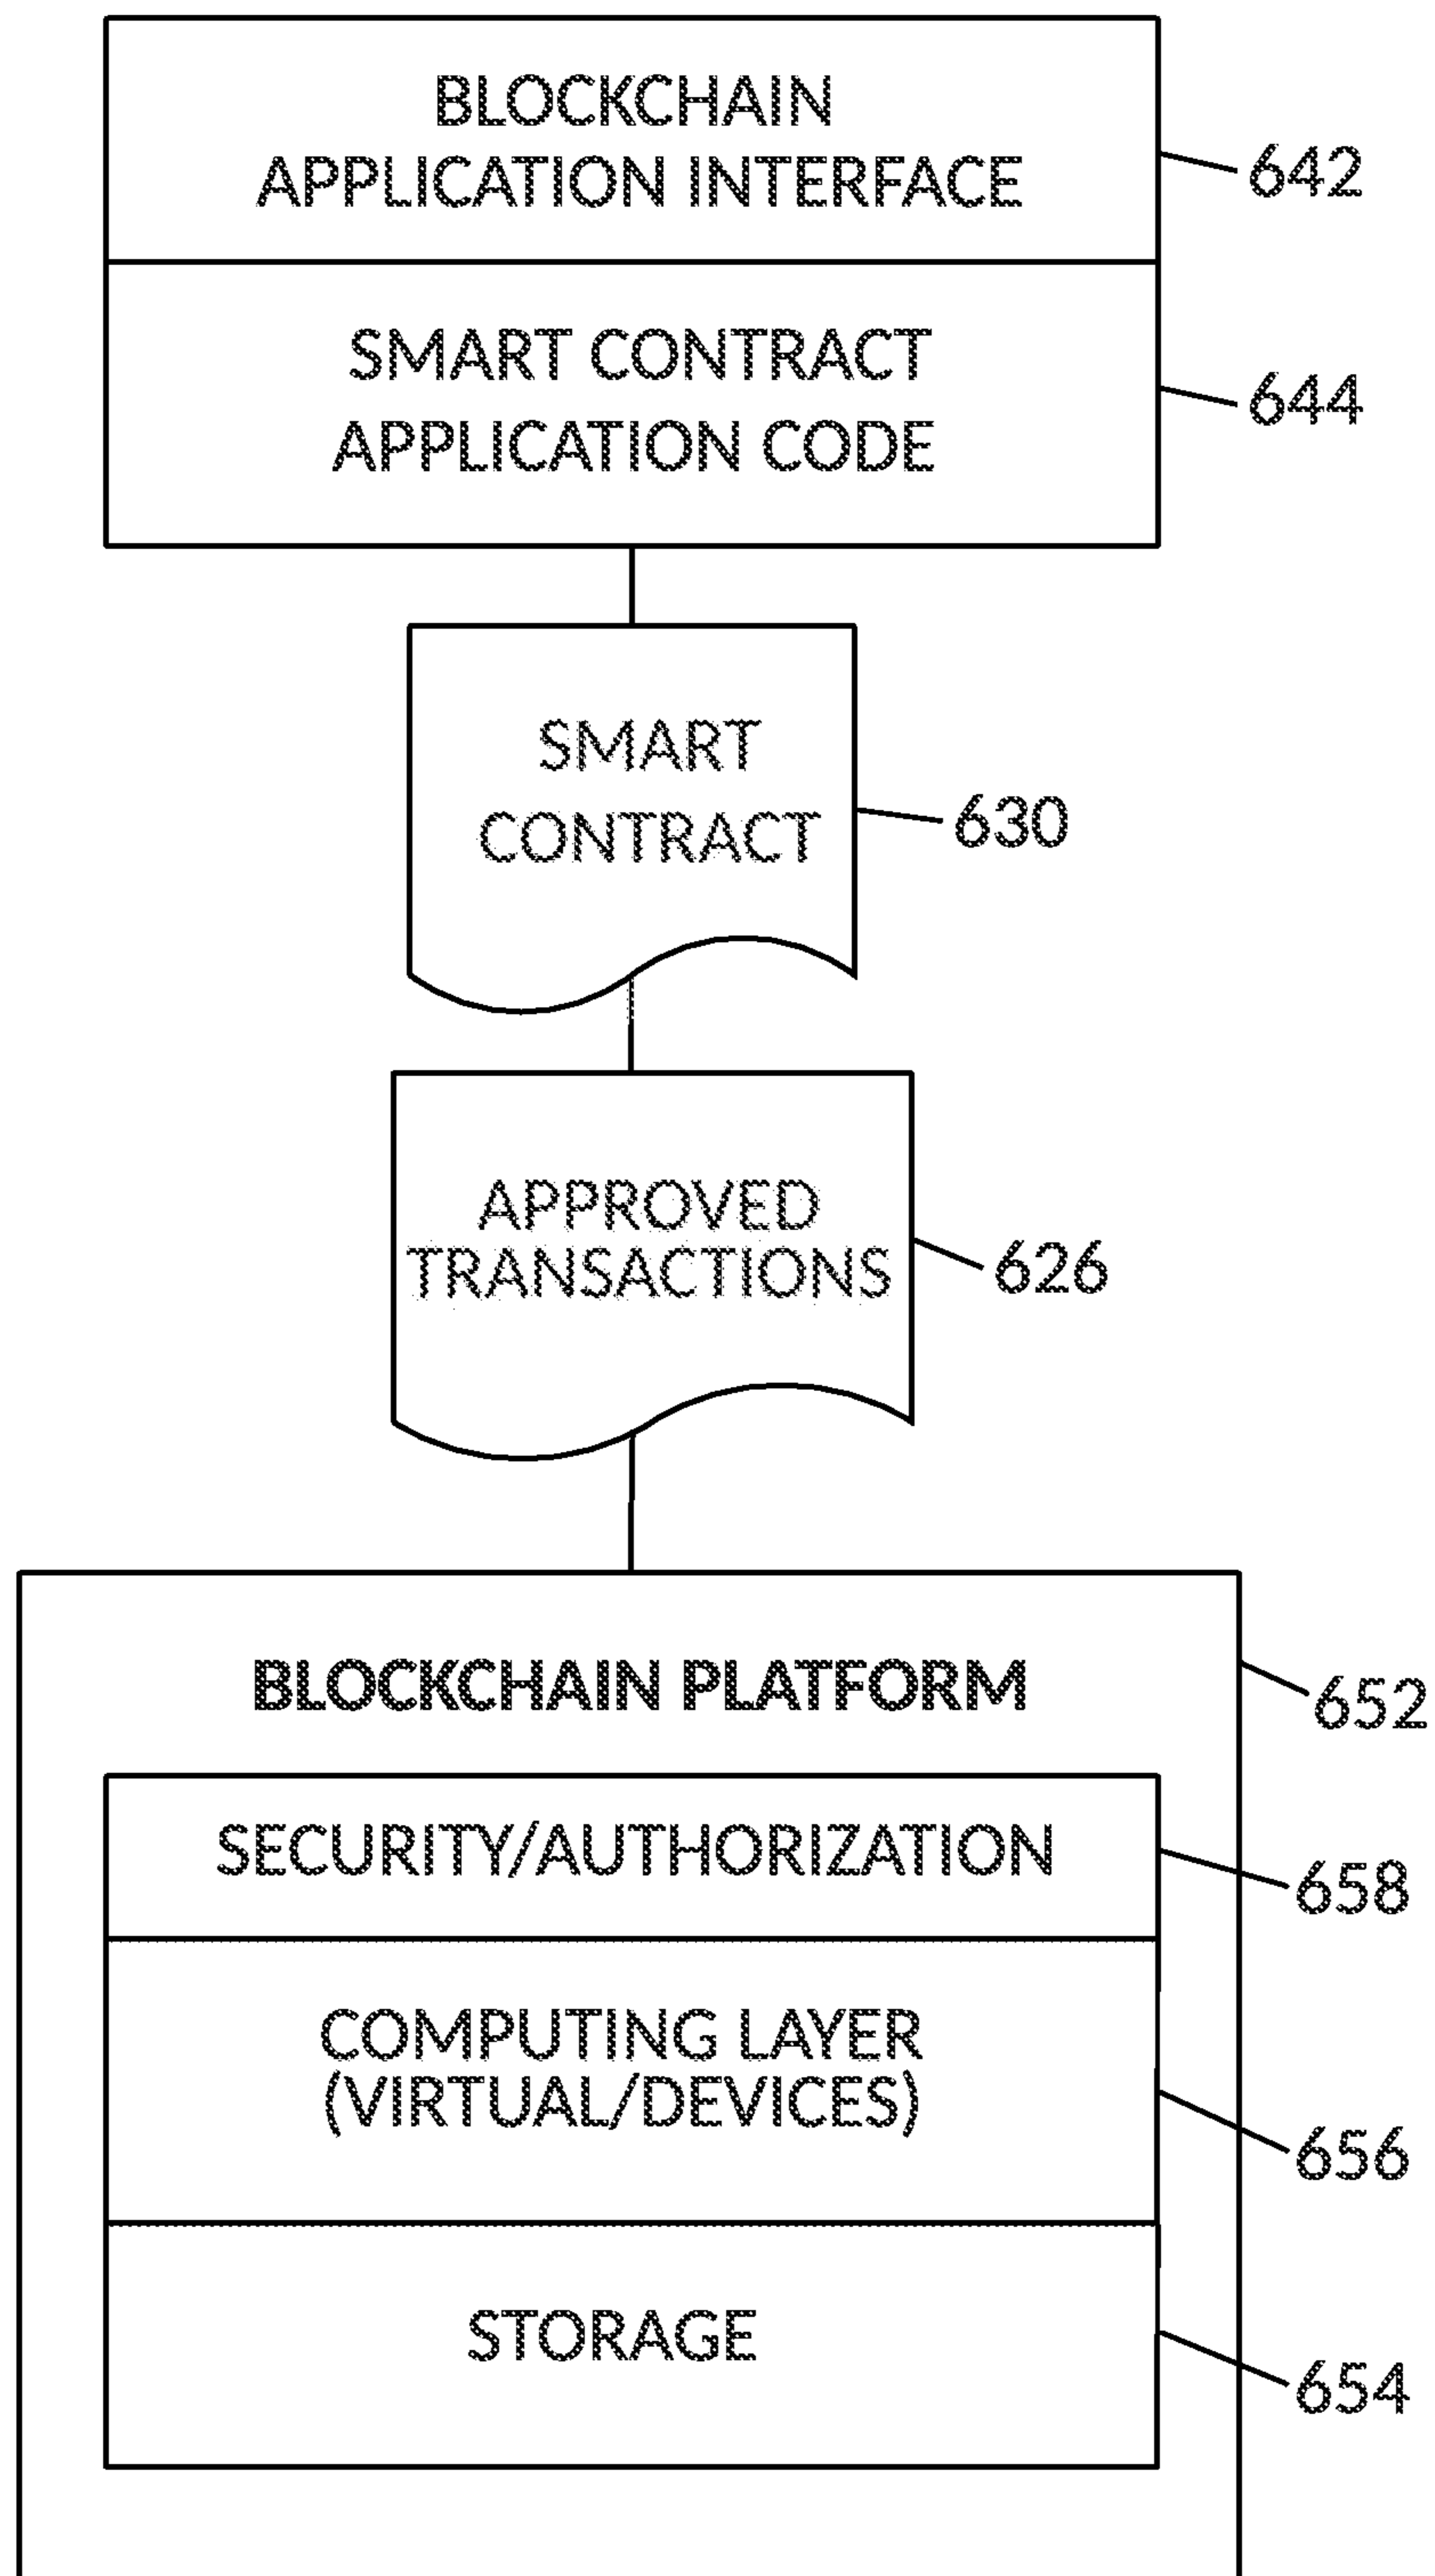 BLOCKCHAIN
APPLICATION INTERFACE
642
SMART CONTRACT
APPLICATION CODE
644
SMART
CONTRACT
630
APPROVED
TRANSACTIONS
626
BLOCKCHAIN PLATFORM
652
SECURITY/AUTHORIZATION
658
COMPUTING LAYER
(VIRTUAL/DEVICES)
656
STORAGE
654